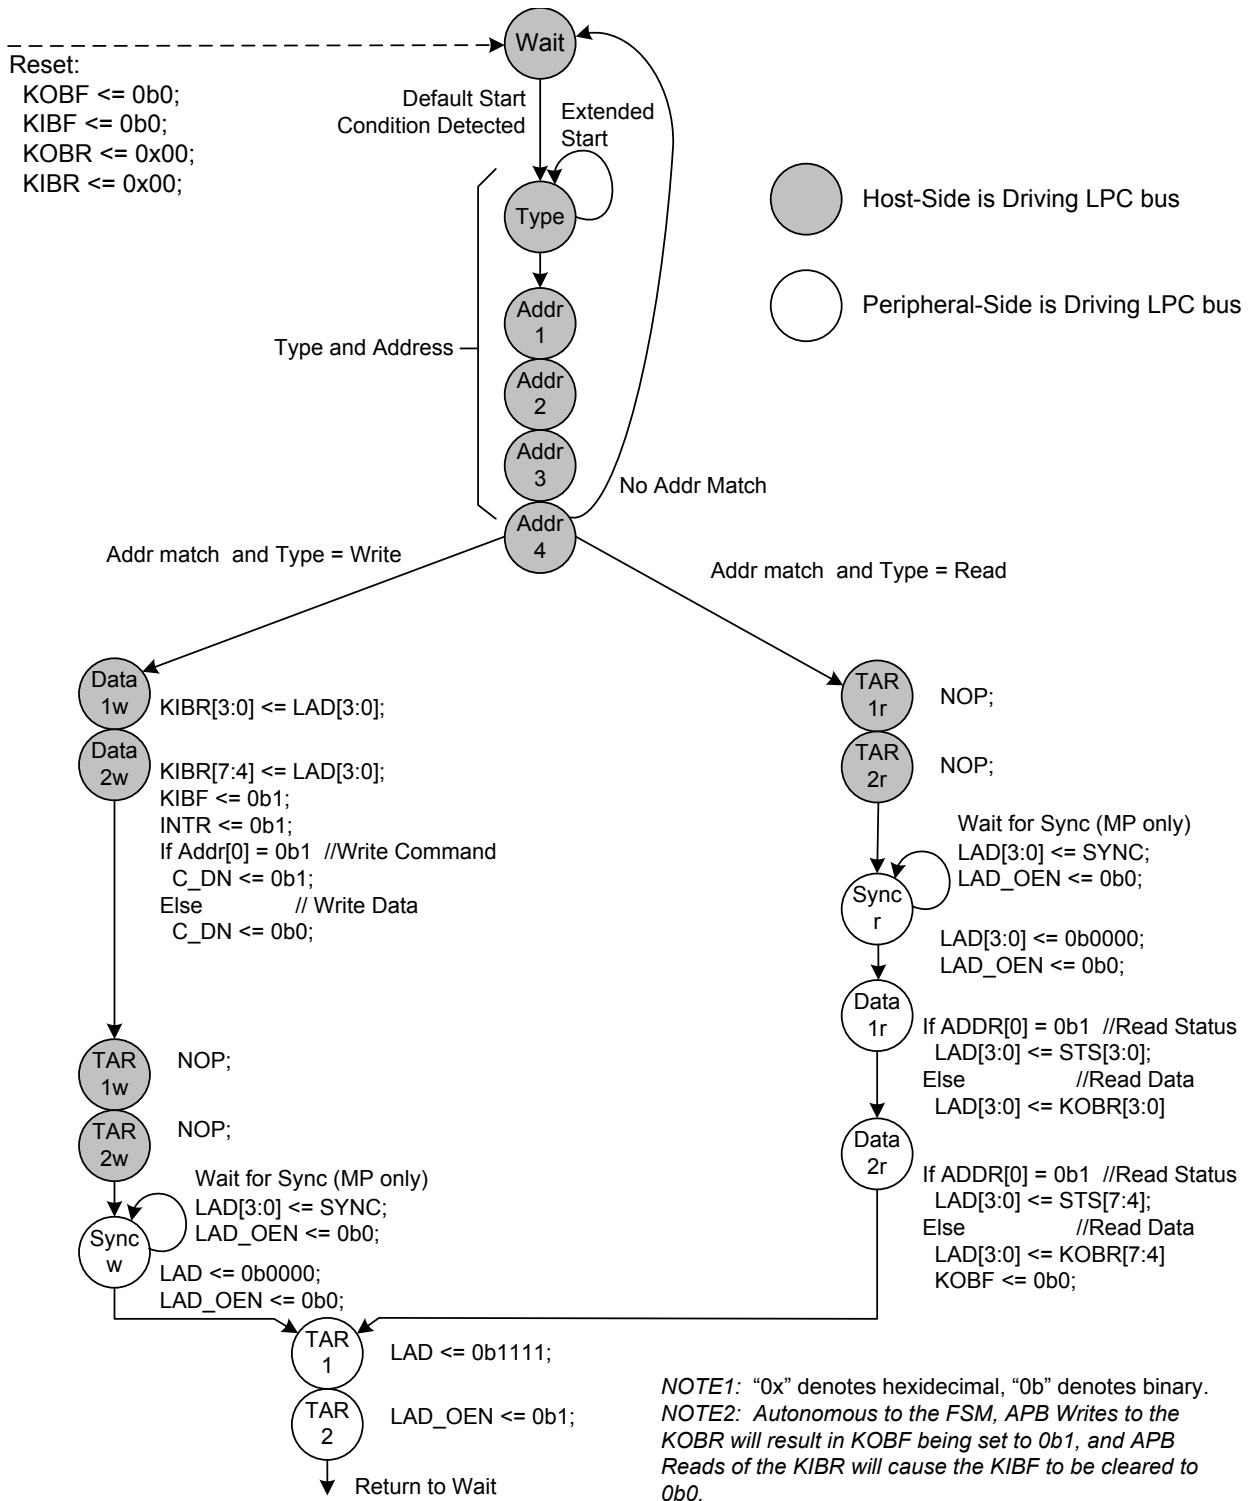 Wait
Reset:
KOBF <= 0b0;
KIBF <= 0b0;
KOBR <= 0x00;
KIBR <= 0x00;
Default Start
Condition Detected
Extended
Start
Type
Host-Side is Driving LPC bus
Peripheral-Side is Driving LPC bus
Type and Address
Addr
1
Addr
2
Addr
3
Addr
4
No Addr Match
Addr match and Type = Write
Addr match and Type = Read
Data
1w
KIBR[3:0] <= LAD[3:0];
Data
2w
KIBR[7:4] <= LAD[3:0];
KIBF <= 0b1;
INTR <= 0b1;
If Addr[0] = 0b1 //Write Command
C_DN <= 0b1;
Else // Write Data
C_DN <= 0b0;
TAR
1w
NOP;
TAR
2w
NOP;
Wait for Sync (MP only)
LAD[3:0] <= SYNC;
LAD_OEN <= 0b0;
Sync
w
LAD <= 0b0000;
LAD_OEN <= 0b0;
TAR
1r
NOP;
TAR
2r
NOP;
Wait for Sync (MP only)
LAD[3:0] <= SYNC;
LAD_OEN <= 0b0;
Sync
r
LAD[3:0] <= 0b0000;
LAD_OEN <= 0b0;
Data
1r
If ADDR[0] = 0b1 //Read Status
LAD[3:0] <= STS[3:0];
Else //Read Data
LAD[3:0] <= KOBR[3:0]
Data
2r
If ADDR[0] = 0b1 //Read Status
LAD[3:0] <= STS[7:4];
Else //Read Data
LAD[3:0] <= KOBR[7:4]
KOBF <= 0b0;
TAR
1
LAD <= 0b1111;
TAR
2
LAD_OEN <= 0b1;
Return to Wait
NOTE1: “0x” denotes hexidecimal, “0b” denotes binary.
NOTE2: Autonomous to the FSM, APB Writes to the
KOBR will result in KOBF being set to 0b1, and APB
Reads of the KIBR will cause the KIBF to be cleared to
0b0.